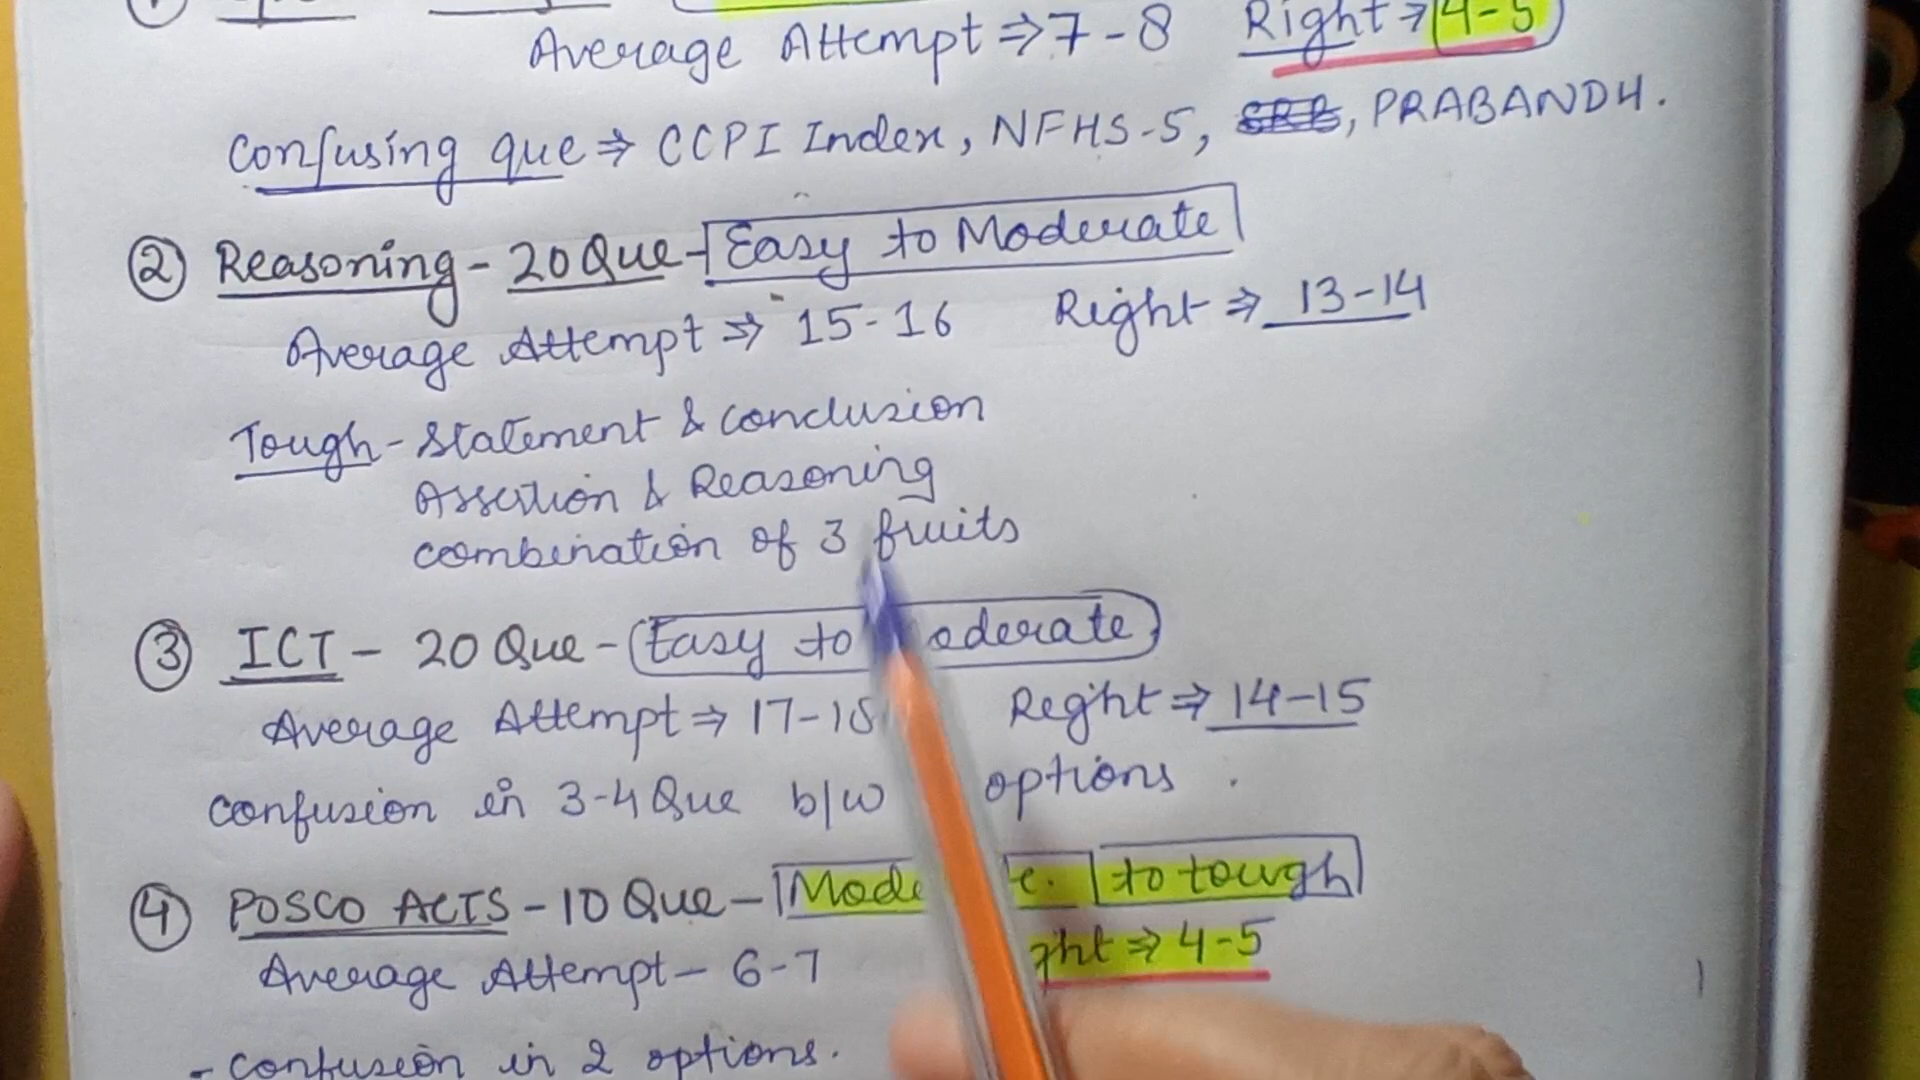 Average Attempt ⇒ 7-8 Right → 4-5
Confusing que ⇒ CCPI Index, NFHS-5, PRABANDH.
② Reasoning - 20 Que - Easy to Moderate
Average Attempt ⇒ 15-16 Right ⇒ 13-14
Tough - Statement & conclusion
Assertion & Reasoning
combination of 3 fruits
③ ICT - 20 Que - Easy to oderate
Average Attempt ⇒ 17-18 Reght ⇒ 14-15
confusion in 3-4 Que b/w options.
④ POSCO ACTS - 10 Que - Mode e. to tough
Average Attempt - 6-7 ght ⇒ 4-5
- confusion in 2 options.